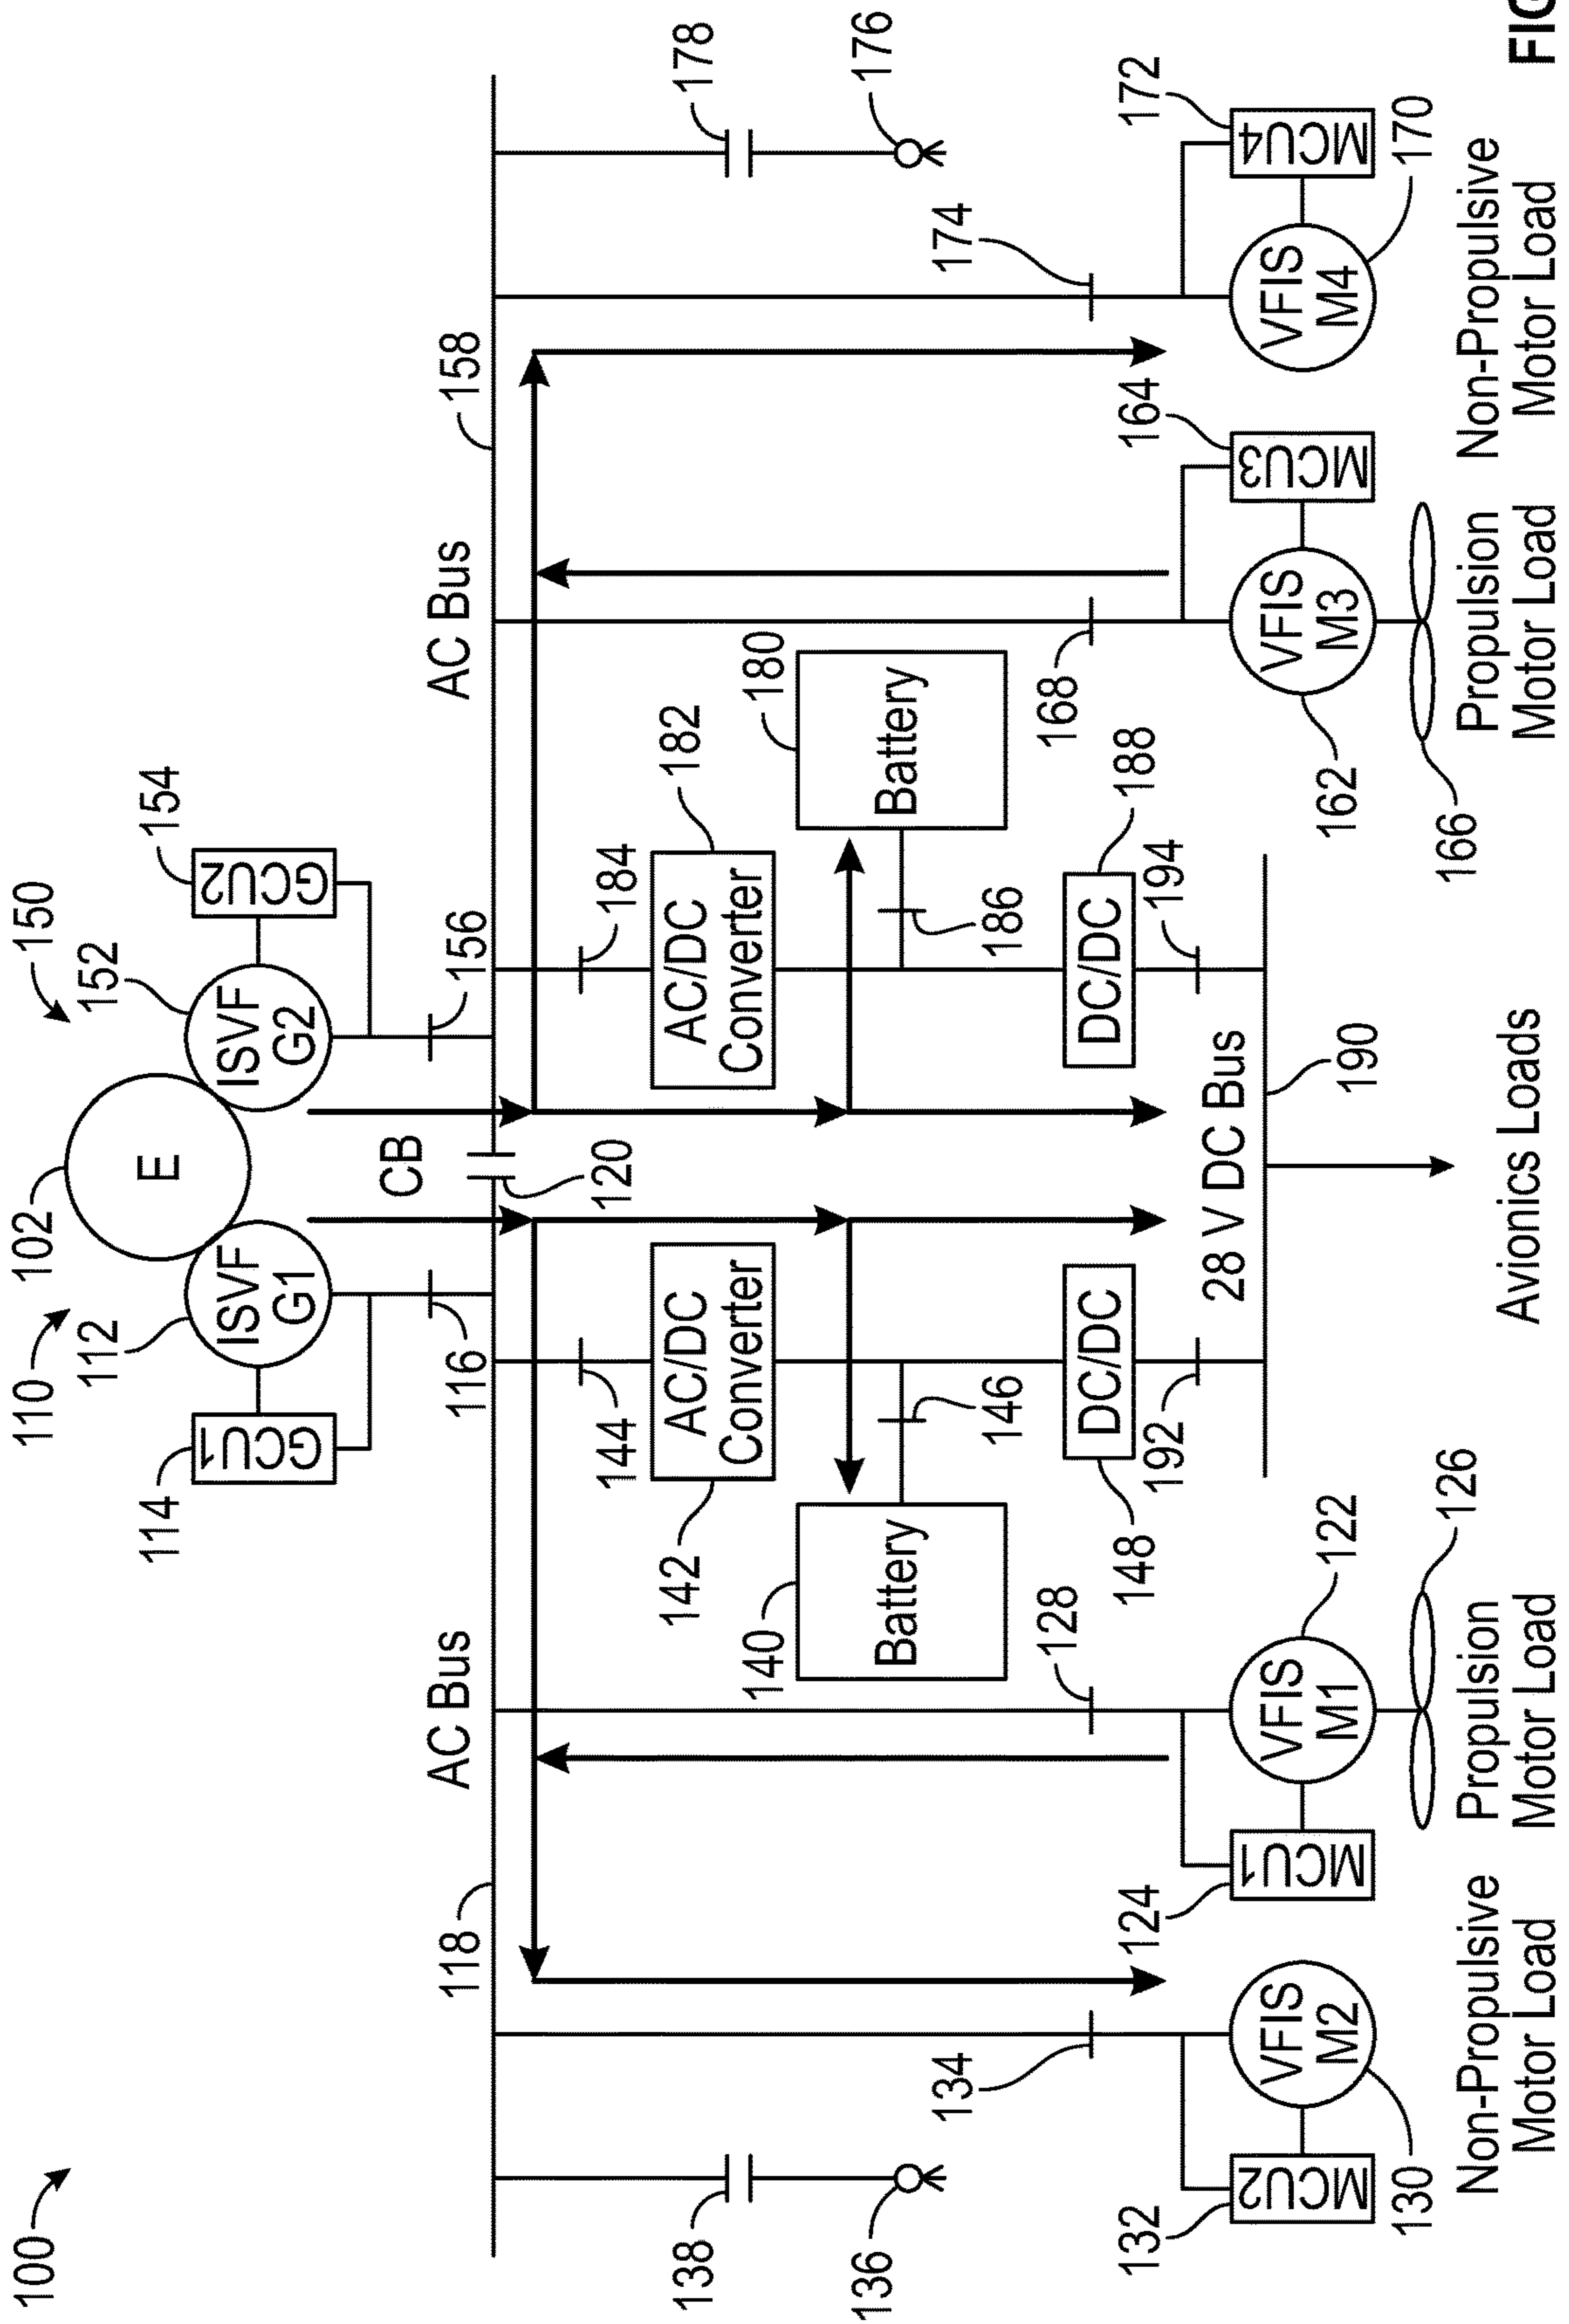 100
110
102
150
112
152
114
154
E
ISVF
G1
ISVF
G2
GCU1
GCU2
116
CB
156
118
AC Bus
120
AC Bus
158
144
184
AC/DC
Converter
AC/DC
Converter
142
182
138
178
140
Battery
180
Battery
136
176
146
186
134
128
168
174
148
DC/DC
DC/DC
188
192
194
28 V DC Bus
190
132
MCU2
VFIS
M2
130
124
MCU1
VFIS
M1
122
126
162
VFIS
M3
MCU3
164
166
VFIS
M4
MCU4
172
170
Non-Propulsive
Motor Load
Propulsion
Motor Load
Avionics Loads
Propulsion
Motor Load
Non-Propulsive
Motor Load